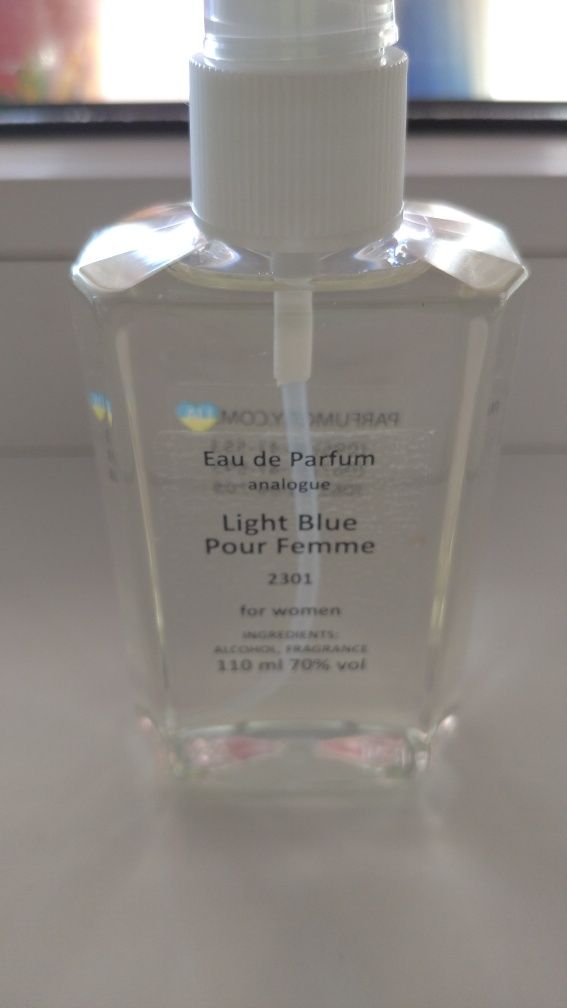 Eau de Parfum
analogue
Light Blue
Pour Femme
2301
for women
INGREDIENTS:
ALCOHOL, FRAGRANCE
110 ml 70% vol